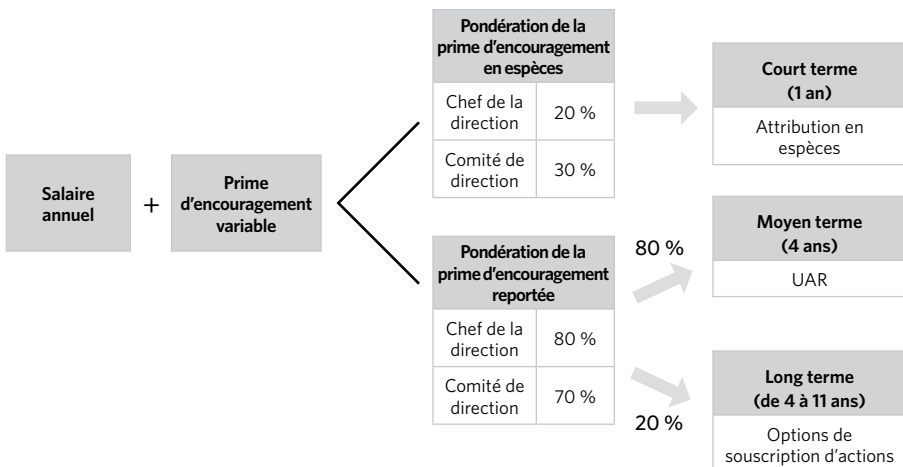 Salaire
annuel
+
Prime
d'encouragement
variable
Pondération de la
prime d'encouragement
en espèces
Chef de la
direction
20 %
Comité de
direction
30 %
Court terme
(1 an)
Attribution en
espèces
Pondération de la
prime d'encouragement
reportée
Chef de la
direction
80 %
Comité de
direction
70 %
80 %
Moyen terme
(4 ans)
UAR
20 %
Long terme
(de 4 à 11 ans)
Options de
souscription d'actions